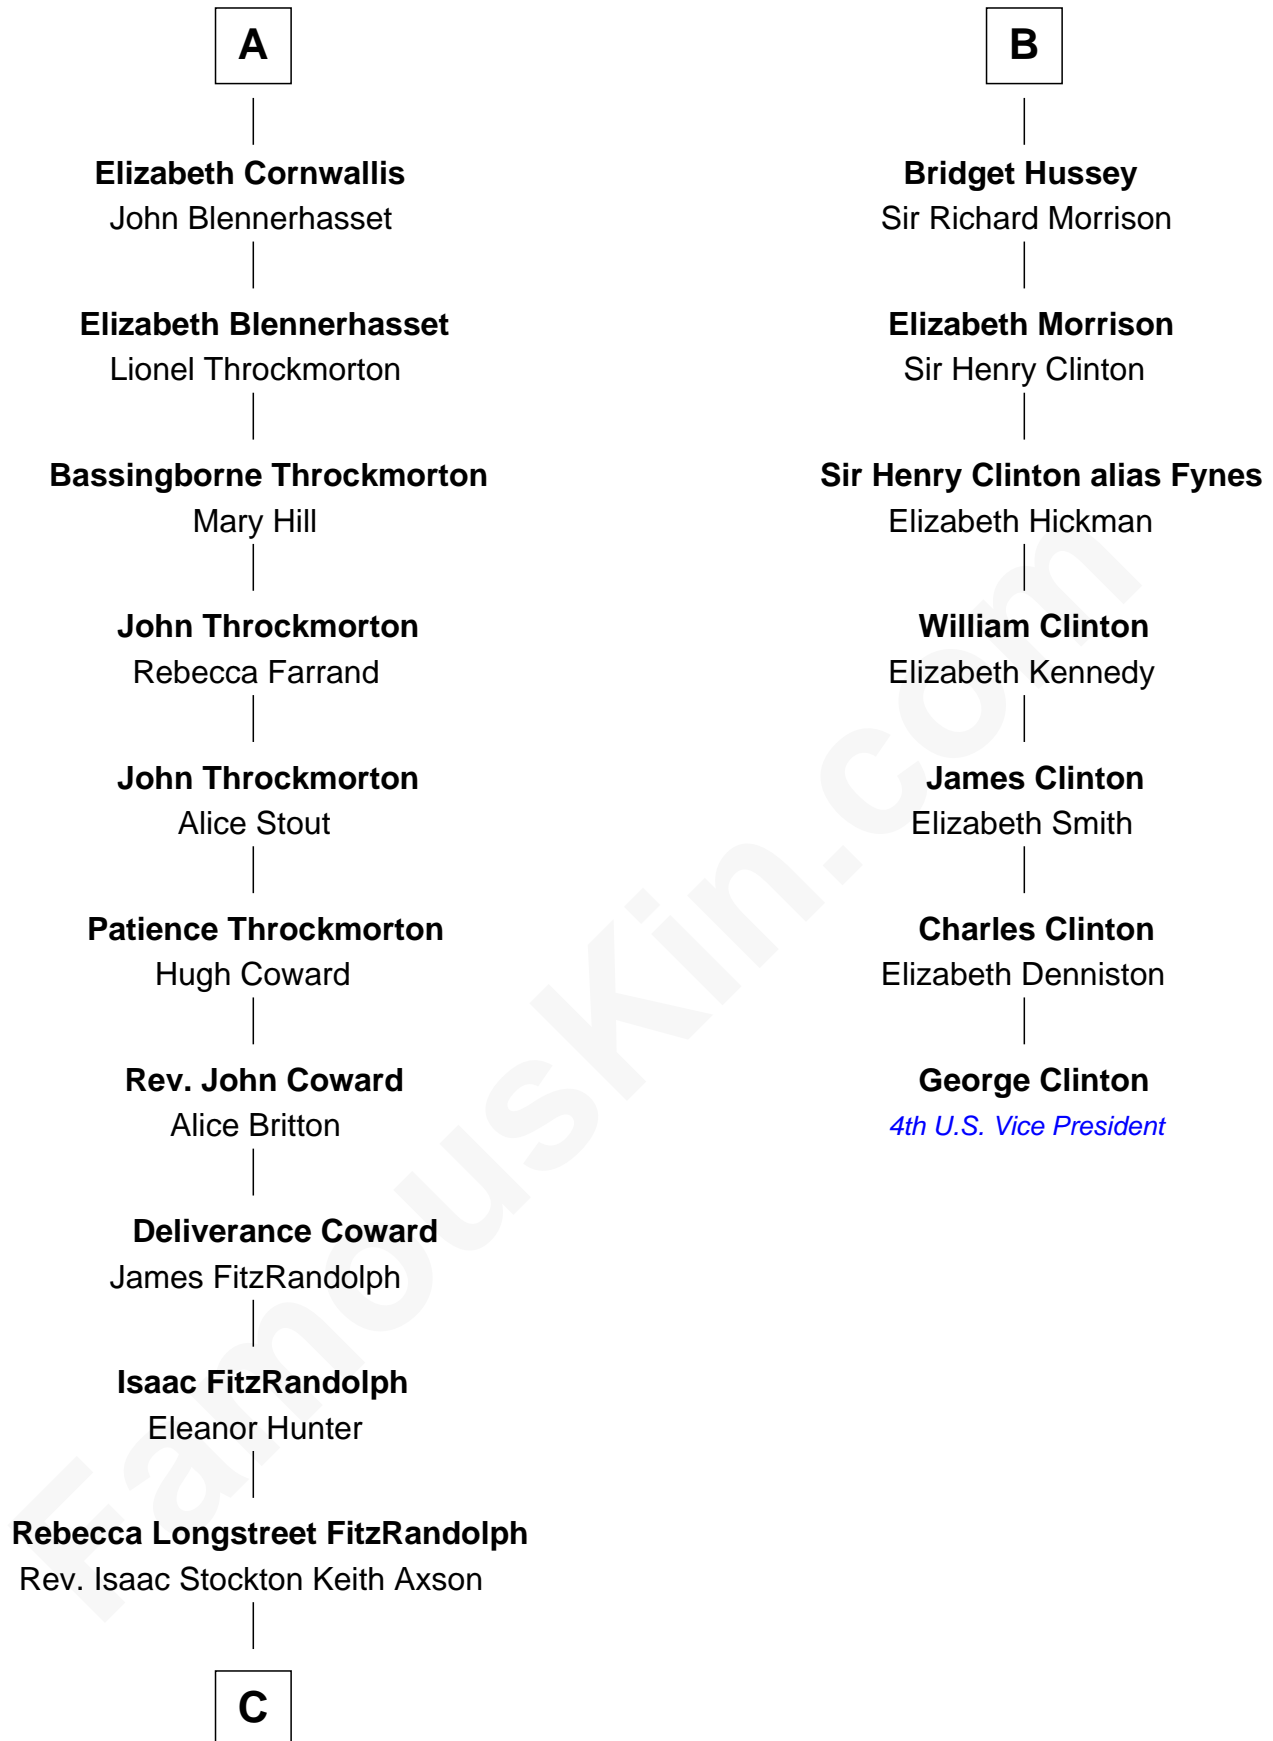 A
Elizabeth Cornwallis
John Blennerhasset
Elizabeth Blennerhasset
Lionel Throckmorton
Bassingborne Throckmorton
Mary Hill
John Throckmorton
Rebecca Farrand
John Throckmorton
Alice Stout
Patience Throckmorton
Hugh Coward
Rev. John Coward
Alice Britton
Deliverance Coward
James FitzRandolph
Isaac FitzRandolph
Eleanor Hunter
Rebecca Longstreet FitzRandolph
Rev. Isaac Stockton Keith Axson
C
B
Bridget Hussey
Sir Richard Morrison
Elizabeth Morrison
Sir Henry Clinton
Sir Henry Clinton alias Fynes
Elizabeth Hickman
William Clinton
Elizabeth Kennedy
James Clinton
Elizabeth Smith
Charles Clinton
Elizabeth Denniston
George Clinton
4th U.S. Vice President
FamousKin.com